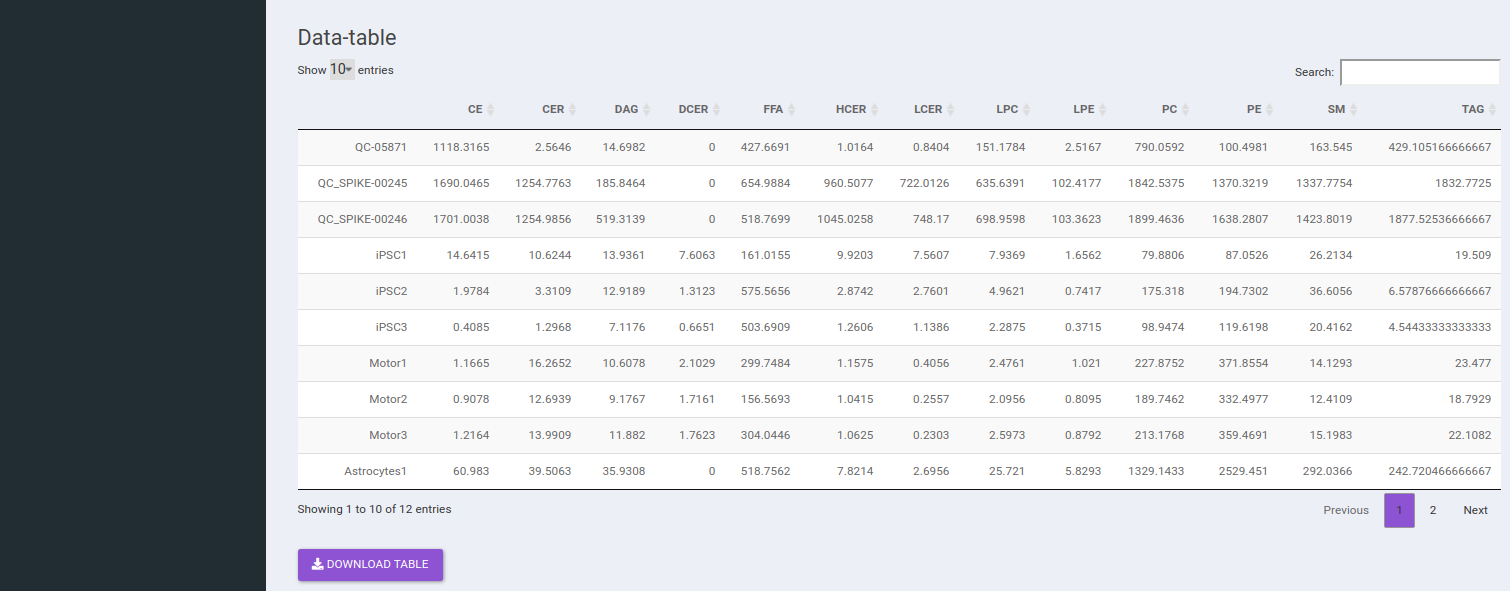 Data-table
Show 10 entries
Search:
CE CER DAG DCER FFA HCER LCER LPC LPE PC PE SM TAG
QC-05871 1118.3165 2.5646 14.6982 0 427.6691 1.0164 0.8404 151.1784 2.5167 790.0592 100.4981 163.545 429.105166666667
QC_SPIKE-00245 1690.0465 1254.7763 185.8464 0 654.9884 960.5077 722.0126 635.6391 102.4177 1842.5375 1370.3219 1337.7754 1832.7725
QC_SPIKE-00246 1701.0038 1254.9856 519.3139 0 518.7699 1045.0258 748.17 698.9598 103.3623 1899.4636 1638.2807 1423.8019 1877.52536666667
iPSC1 14.6415 10.6244 13.9361 7.6063 161.0155 9.9203 7.5607 7.9369 1.6562 79.8806 87.0526 26.2134 19.509
iPSC2 1.9784 3.3109 12.9189 1.3123 575.5656 2.8742 2.7601 4.9621 0.7417 175.318 194.7302 36.6056 6.57876666666667
iPSC3 0.4085 1.2968 7.1176 0.6651 503.6909 1.2606 1.1386 2.2875 0.3715 98.9474 119.6198 20.4162 4.54433333333333
Motor1 1.1665 16.2652 10.6078 2.1029 299.7484 1.1575 0.4056 2.4761 1.021 227.8752 371.8554 14.1293 23.477
Motor2 0.9078 12.6939 9.1767 1.7161 156.5693 1.0415 0.2557 2.0956 0.8095 189.7462 332.4977 12.4109 18.7929
Motor3 1.2164 13.9909 11.882 1.7623 304.0446 1.0625 0.2303 2.5973 0.8792 213.1768 359.4691 15.1983 22.1082
Astrocytes1 60.983 39.5063 35.9308 0 518.7562 7.8214 2.6956 25.721 5.8293 1329.1433 2529.451 292.0366 242.720466666667
Showing 1 to 10 of 12 entries
Previous 1 2 Next
DOWNLOAD TABLE